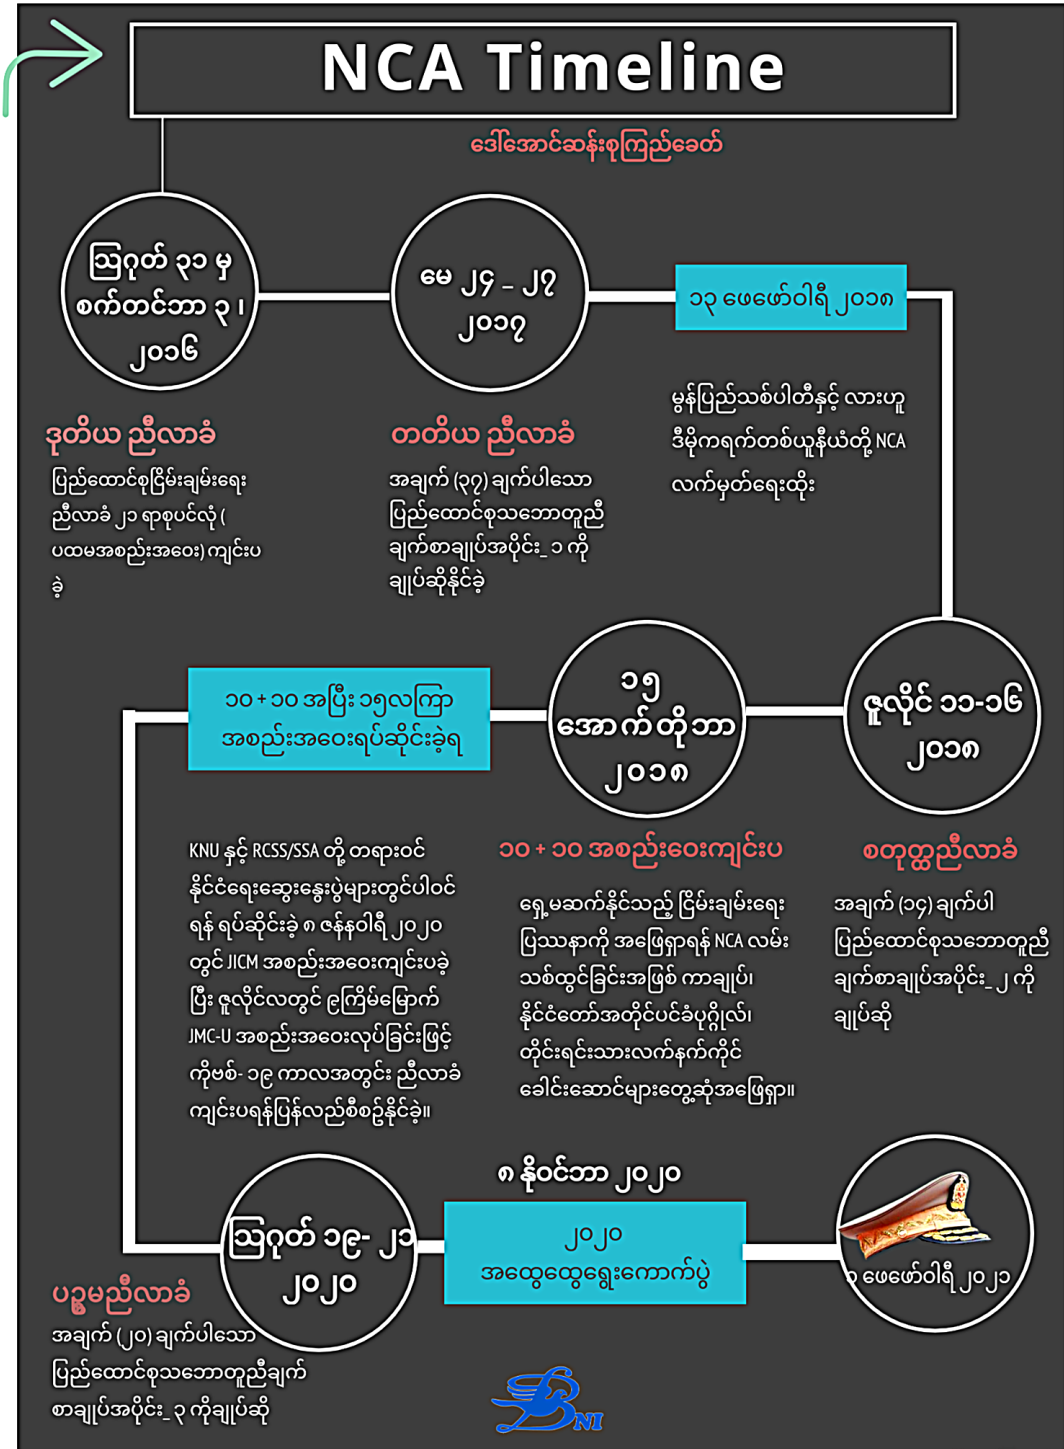 NCA Timeline
ဒေါ်အောင်ဆန်းစုကြည်ခေတ်
ဩဂုတ် ၃၁ မှ
စက်တင်ဘာ ၃ ၊
၂၀၁၆
ဒုတိယ ညီလာခံ
ပြည်ထောင်စုငြိမ်းချမ်းရေး
ညီလာခံ ၂၁ ရာစုပင်လုံ (
ပထမအစည်းအဝေး) ကျင်းပ
ခဲ့
မေ ၂၄ _ ၂၇
၂၀၁၇
တတိယ ညီလာခံ
အချက် (၃၇) ချက်ပါသော
ပြည်ထောင်စုသဘောတူညီ
ချက်စာချုပ်အပိုင်း_ ၁ ကို
ချုပ်ဆိုနိုင်ခဲ့
၁၃ ဖေဖော်ဝါရီ ၂၀၁၈
မွန်ပြည်သစ်ပါတီနှင့် လားဟူ
ဒီမိုကရက်တစ်ယူနီယံတို့ NCA
လက်မှတ်ရေးထိုး
ဇူလိုင် ၁၁-၁၆
၂၀၁၈
စတုတ္ထညီလာခံ
အချက် (၁၄) ချက်ပါ
ပြည်ထောင်စုသဘောတူညီ
ချက်စာချုပ်အပိုင်း_ ၂ ကို
ချုပ်ဆို
၁၅
အောက်တိုဘာ
၂၀၁၈
၁၀ + ၁၀ အစည်းဝေးကျင်းပ
ရှေ့မဆက်နိုင်သည့် ငြိမ်းချမ်းရေး
ပြဿနာကို အဖြေရှာရန် NCA လမ်း
သစ်ထွင်ခြင်းအဖြစ် ကာချုပ်၊
နိုင်ငံတော်အတိုင်ပင်ခံပုဂ္ဂိုလ်၊
တိုင်းရင်းသားလက်နက်ကိုင်
ခေါင်းဆောင်များတွေ့ဆုံအဖြေရှာ။
၁၀ + ၁၀ အပြီး ၁၅လကြာ
အစည်းအဝေးရပ်ဆိုင်းခဲ့ရ
KNU နှင့် RCSS/SSA တို့ တရားဝင်
နိုင်ငံရေးဆွေးနွေးပွဲများတွင်ပါဝင်
ရန် ရပ်ဆိုင်းခဲ့ ၈ ဇန်နဝါရီ ၂၀၂၀
တွင် JICM အစည်းအဝေးကျင်းပခဲ့
ပြီး ဇူလိုင်လတွင် ၉ကြိမ်မြောက်
JMC-U အစည်းအဝေးလုပ်ခြင်းဖြင့်
ကိုဗစ်- ၁၉ ကာလအတွင်း ညီလာခံ
ကျင်းပရန်ပြန်လည်စီစဉ်နိုင်ခဲ့။
ဩဂုတ် ၁၉- ၂၁
၂၀၂၀
ပဥ္စမညီလာခံ
အချက် (၂၀) ချက်ပါသော
ပြည်ထောင်စုသဘောတူညီချက်
စာချုပ်အပိုင်း_ ၃ ကိုချုပ်ဆို
၈ နိုဝင်ဘာ ၂၀၂၀
၂၀၂၀
အထွေထွေရွေးကောက်ပွဲ
ဖေဖော်ဝါရီ ၂၀၂၁
BNI